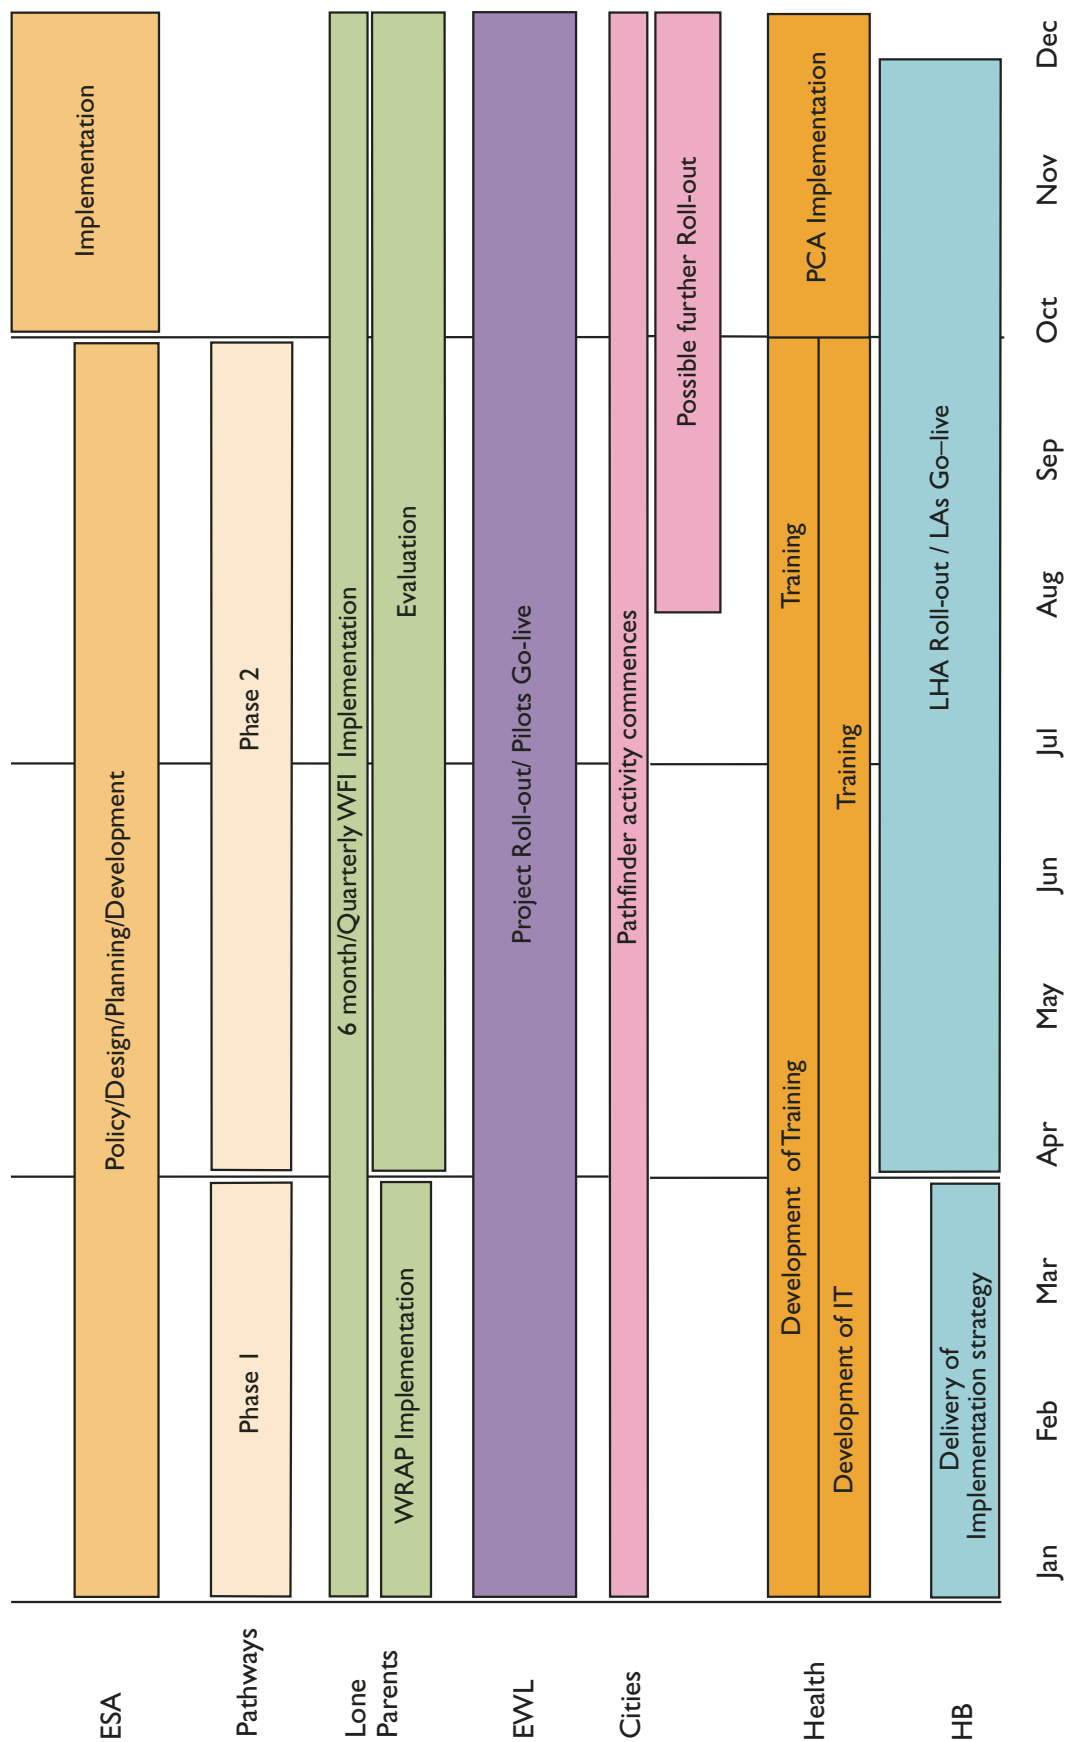 ESA
Policy/Design/Planning/Development
Implementation
Pathways
Phase 1
Phase 2
Lone
Parents
6 month/Quarterly WFI Implementation
WRAP Implementation
Evaluation
EWL
Project Roll-out/ Pilots Go-live
Cities
Pathfinder activity commences
Possible further Roll-out
Health
Development of Training
Training
Development of IT
Training
PCA Implementation
HB
Delivery of
Implementation strategy
LHA Roll-out / LAs Go–live
Jan
Feb
Mar
Apr
May
Jun
Jul
Aug
Sep
Oct
Nov
Dec